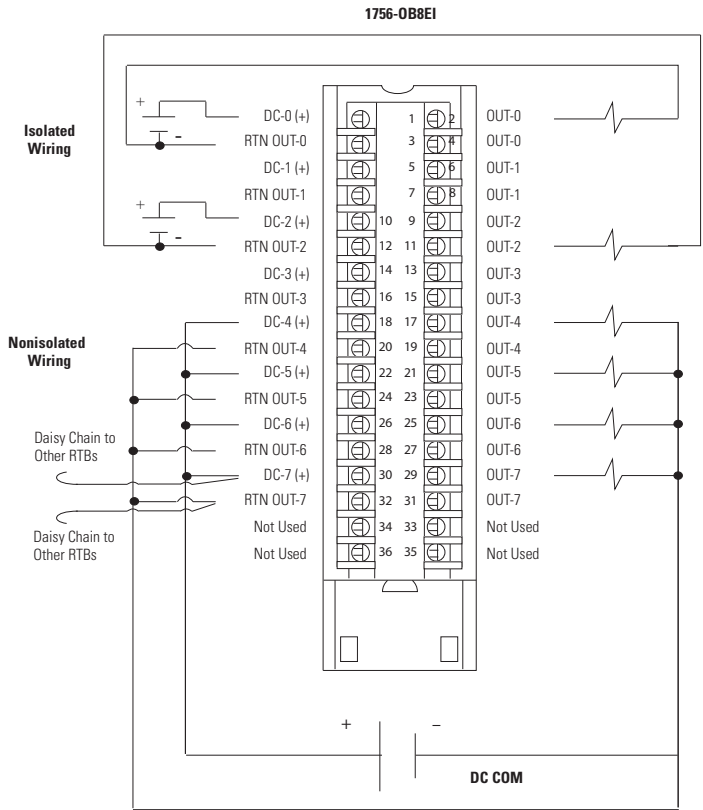 1756-OB8EI
Isolated
Wiring
Nonisolated
Wiring
Daisy Chain to
Other RTBs
Daisy Chain to
Other RTBs
+
-
+
-
DC-0 (+) 1 2 OUT-0
RTN OUT-0 3 4 OUT-0
DC-1 (+) 5 6 OUT-1
RTN OUT-1 7 8 OUT-1
DC-2 (+) 10 9 OUT-2
RTN OUT-2 12 11 OUT-2
DC-3 (+) 14 13 OUT-3
RTN OUT-3 16 15 OUT-3
DC-4 (+) 18 17 OUT-4
RTN OUT-4 20 19 OUT-4
DC-5 (+) 22 21 OUT-5
RTN OUT-5 24 23 OUT-5
DC-6 (+) 26 25 OUT-6
RTN OUT-6 28 27 OUT-6
DC-7 (+) 30 29 OUT-7
RTN OUT-7 32 31 OUT-7
Not Used 34 33 Not Used
Not Used 36 35 Not Used
+ –
DC COM